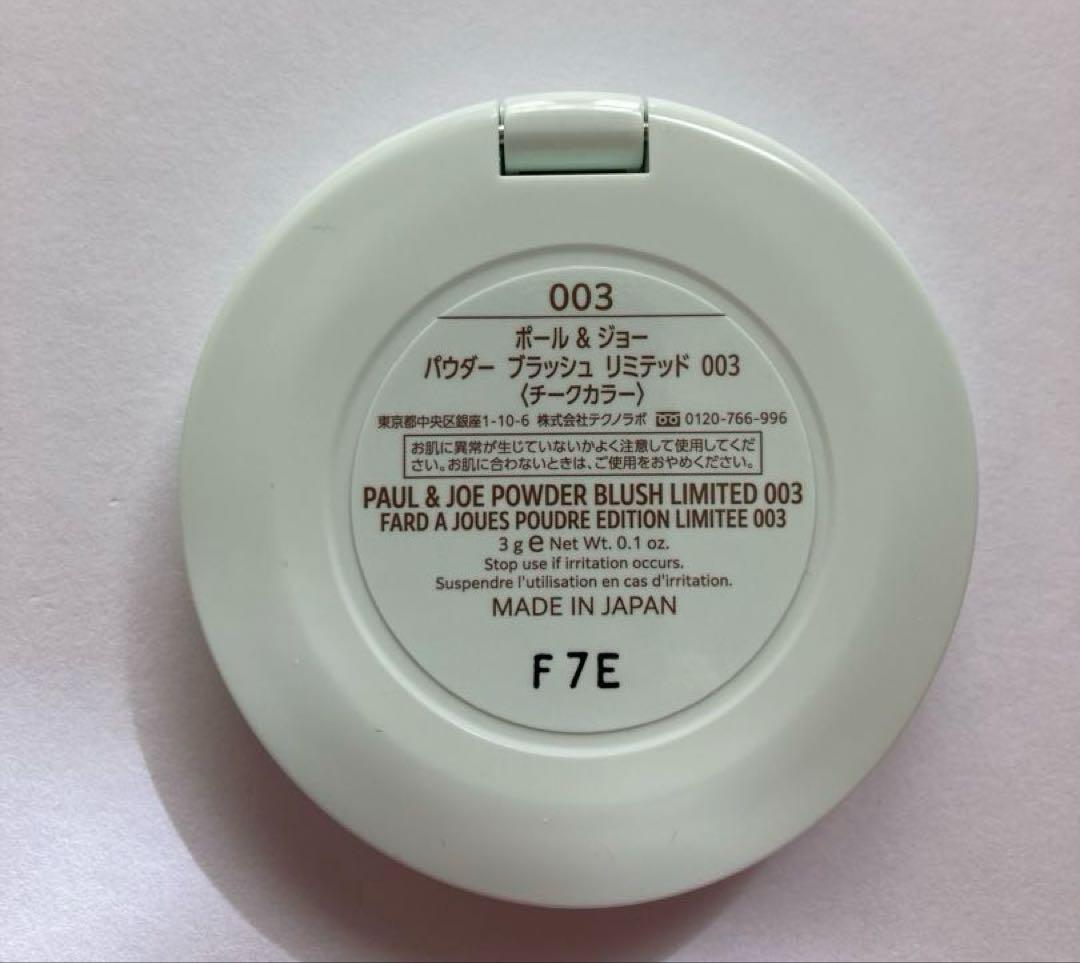 003
ポール & ジョー
パウダー ブラッシュ リミテッド 003
〈チークカラー〉
東京都中央区銀座1-10-6 株式会社テクノラボ 0120-766-996
お肌に異常が生じていないかよく注意して使用してくだ
さい。お肌に合わないときは、ご使用をおやめください。
PAUL & JOE POWDER BLUSH LIMITED 003
FARD A JOUES POUDRE EDITION LIMITEE 003
3 g e Net Wt. 0.1 oz.
Stop use if irritation occurs.
Suspendre l'utilisation en cas d'irritation.
MADE IN JAPAN
F 7E